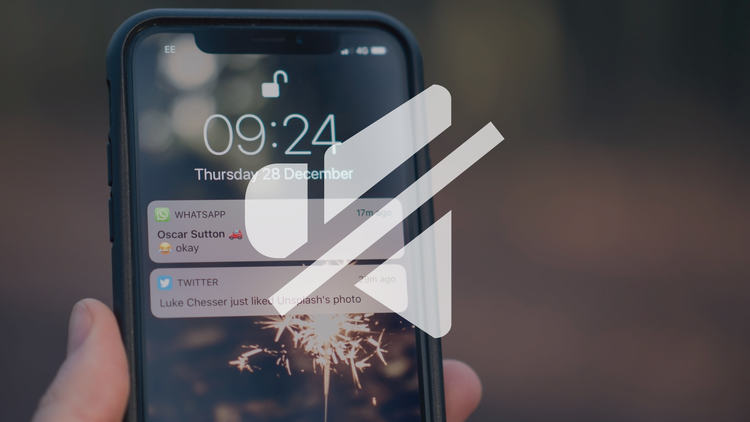 EE
4G
09:24
Thursday 28 December
WHATSAPP 17m ago
Oscar Sutton 🚗
😂 okay
TWITTER ago
Luke Chesser just liked Unsplash's photo